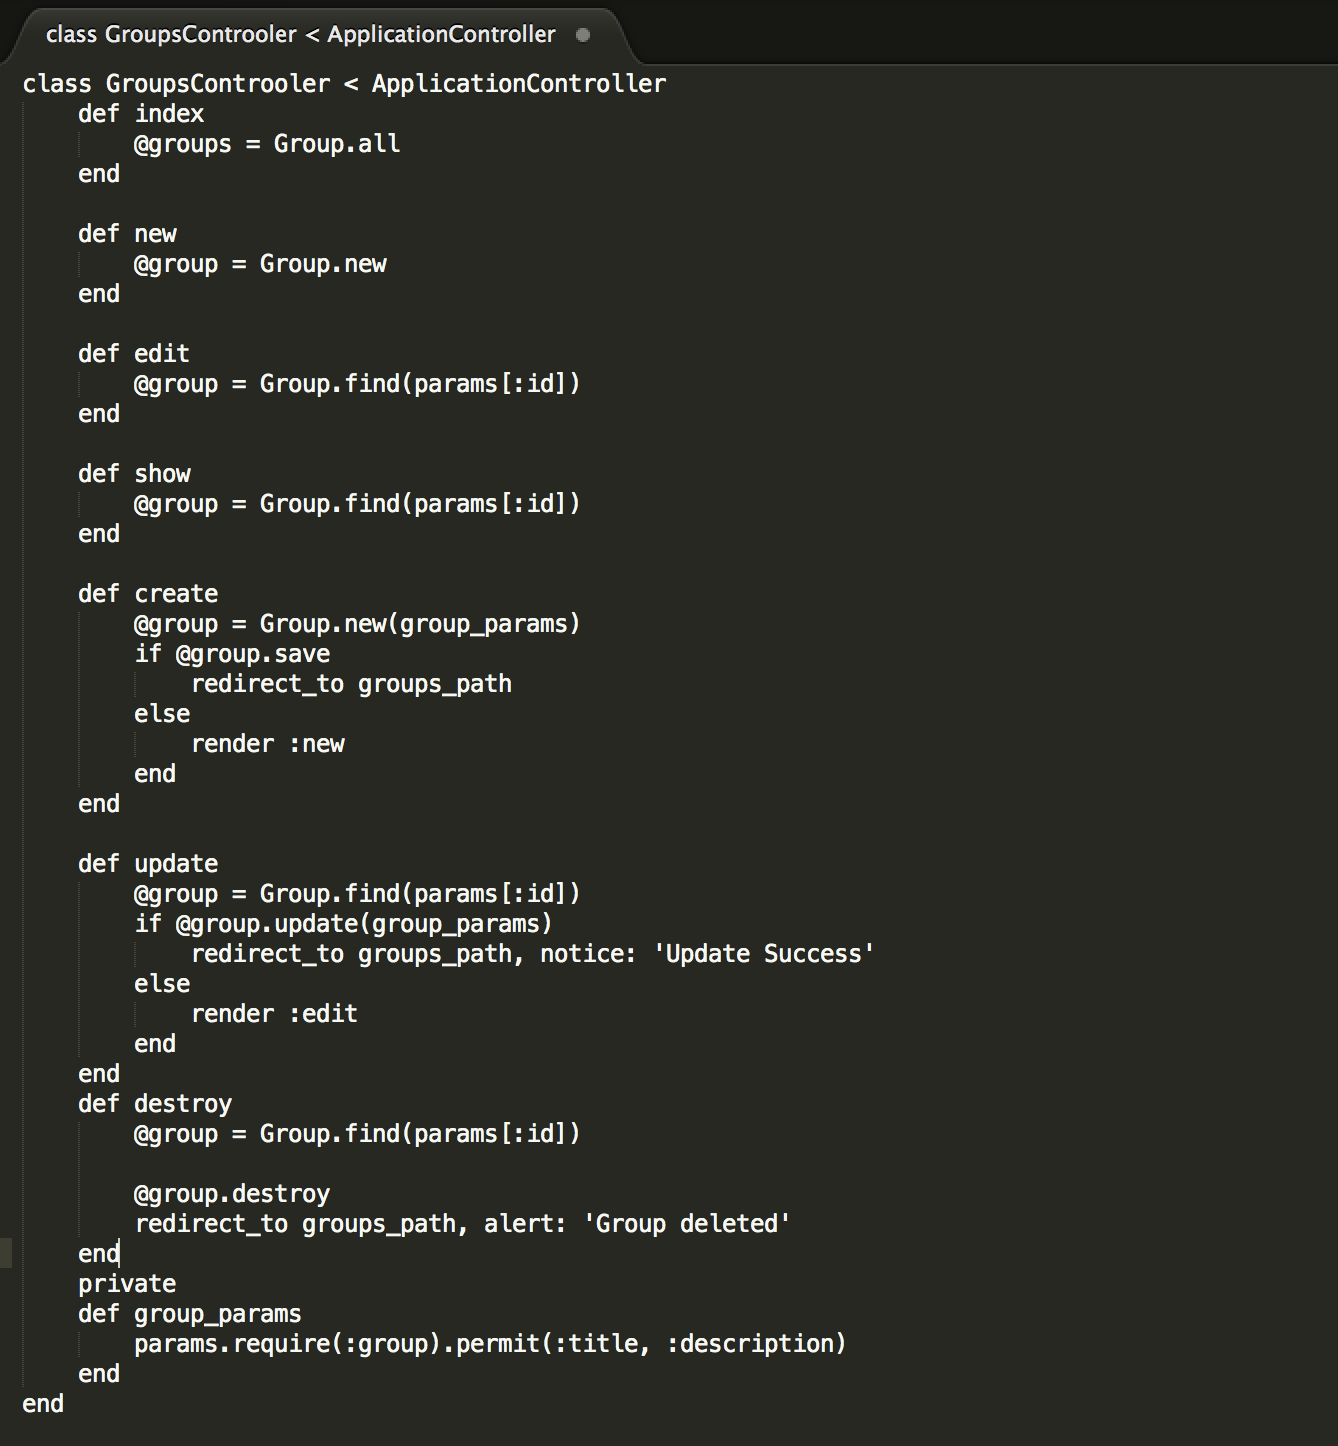 class GroupsControoler < ApplicationController
class GroupsControoler < ApplicationController
    def index
        @groups = Group.all
    end

    def new
        @group = Group.new
    end

    def edit
        @group = Group.find(params[:id])
    end

    def show
        @group = Group.find(params[:id])
    end

    def create
        @group = Group.new(group_params)
        if @group.save
            redirect_to groups_path
        else
            render :new
        end
    end

    def update
        @group = Group.find(params[:id])
        if @group.update(group_params)
            redirect_to groups_path, notice: 'Update Success'
        else
            render :edit
        end
    end
    def destroy
        @group = Group.find(params[:id])

        @group.destroy
        redirect_to groups_path, alert: 'Group deleted'
    end
    private
    def group_params
        params.require(:group).permit(:title, :description)
    end
end